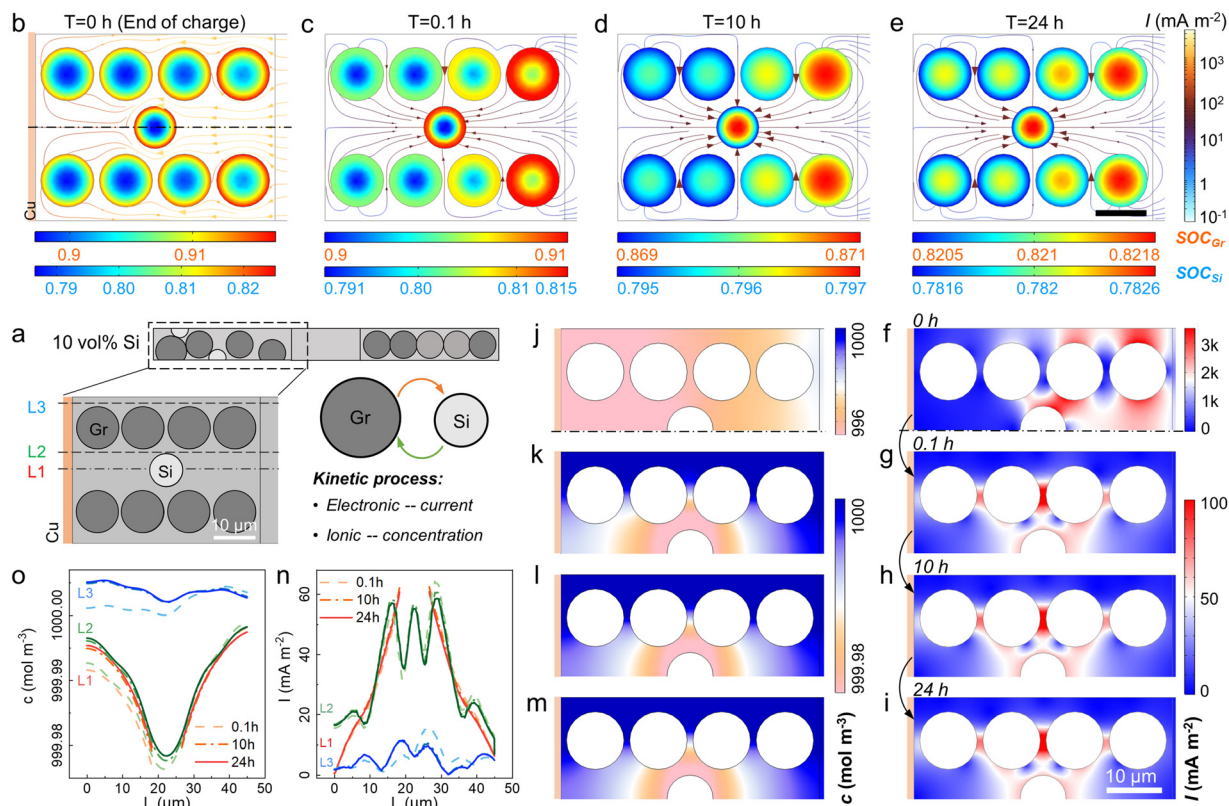 b T=0 h (End of charge)
c T=0.1 h
d T=10 h
e T=24 h
I (mA m⁻²)
10³
10²
10¹
1
10⁻¹
Cu
0.9 0.91
0.79 0.80 0.81 0.82
0.9 0.91
0.791 0.80 0.81 0.815
0.869 0.871
0.795 0.796 0.797
0.8205 0.821 0.8218
0.7816 0.782 0.7826
SOC_Gr
SOC_Si
a
10 vol% Si
L3
L2
L1
Gr
Si
Cu
10 μm
Gr
Si
Kinetic process:
• Electronic -- current
• Ionic -- concentration
j
1000
996
k
l
m
1000
999.98
c (mol m⁻³)
0 h
f
3k
2k
1k
0
0.1 h
g
10 h
h
24 h
i
10 μm
100
50
0
I (mA m⁻²)
o
L3
L2
L1
0.1h
10h
24h
c (mol m⁻³)
1000.00
999.99
999.98
0 10 20 30 40 50
L (μm)
n
0.1h
10h
24h
L2
L1
L3
I (mA m⁻²)
60
40
20
0
0 10 20 30 40 50
L (μm)